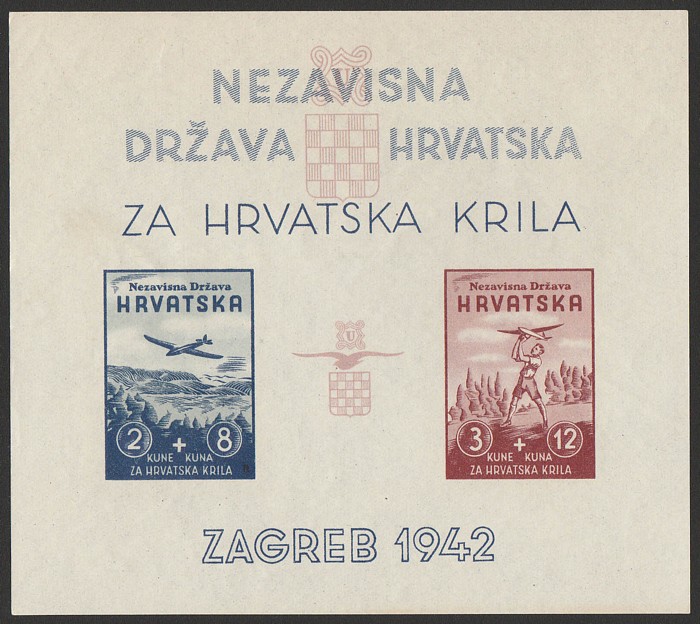 NEZAVISNA
DRŽAVA HRVATSKA
ZA HRVATSKA KRILA
Nezavisna Država
HRVATSKA
2 + 8
KUNE KUNA
ZA HRVATSKA KRILA
U
Nezavisna Država
HRVATSKA
3 + 12
KUNE KUNA
ZA HRVATSKA KRILA
ZAGREB 1942